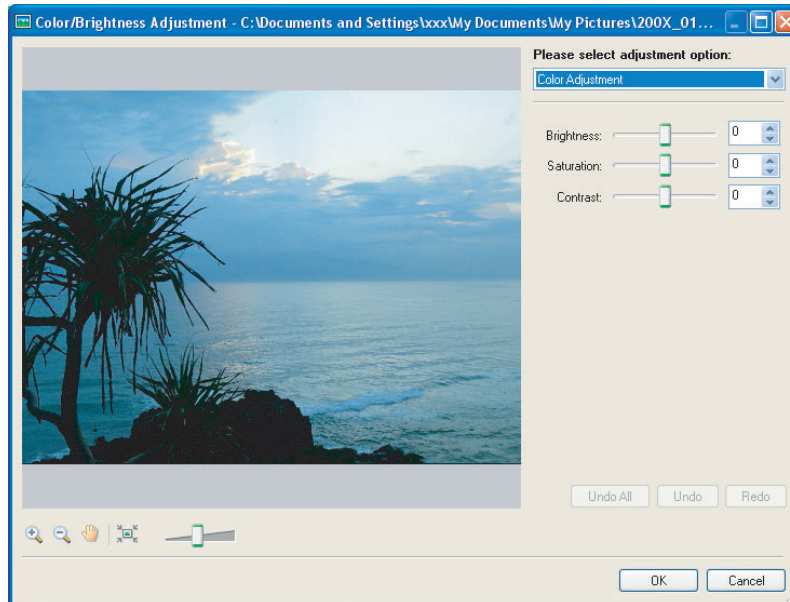 Color/Brightness Adjustment - C:\Documents and Settings\xxx\My Documents\My Pictures\200X_01...
Please select adjustment option:
Color Adjustment
Brightness: 0
Saturation: 0
Contrast: 0
Undo All Undo Redo
OK Cancel